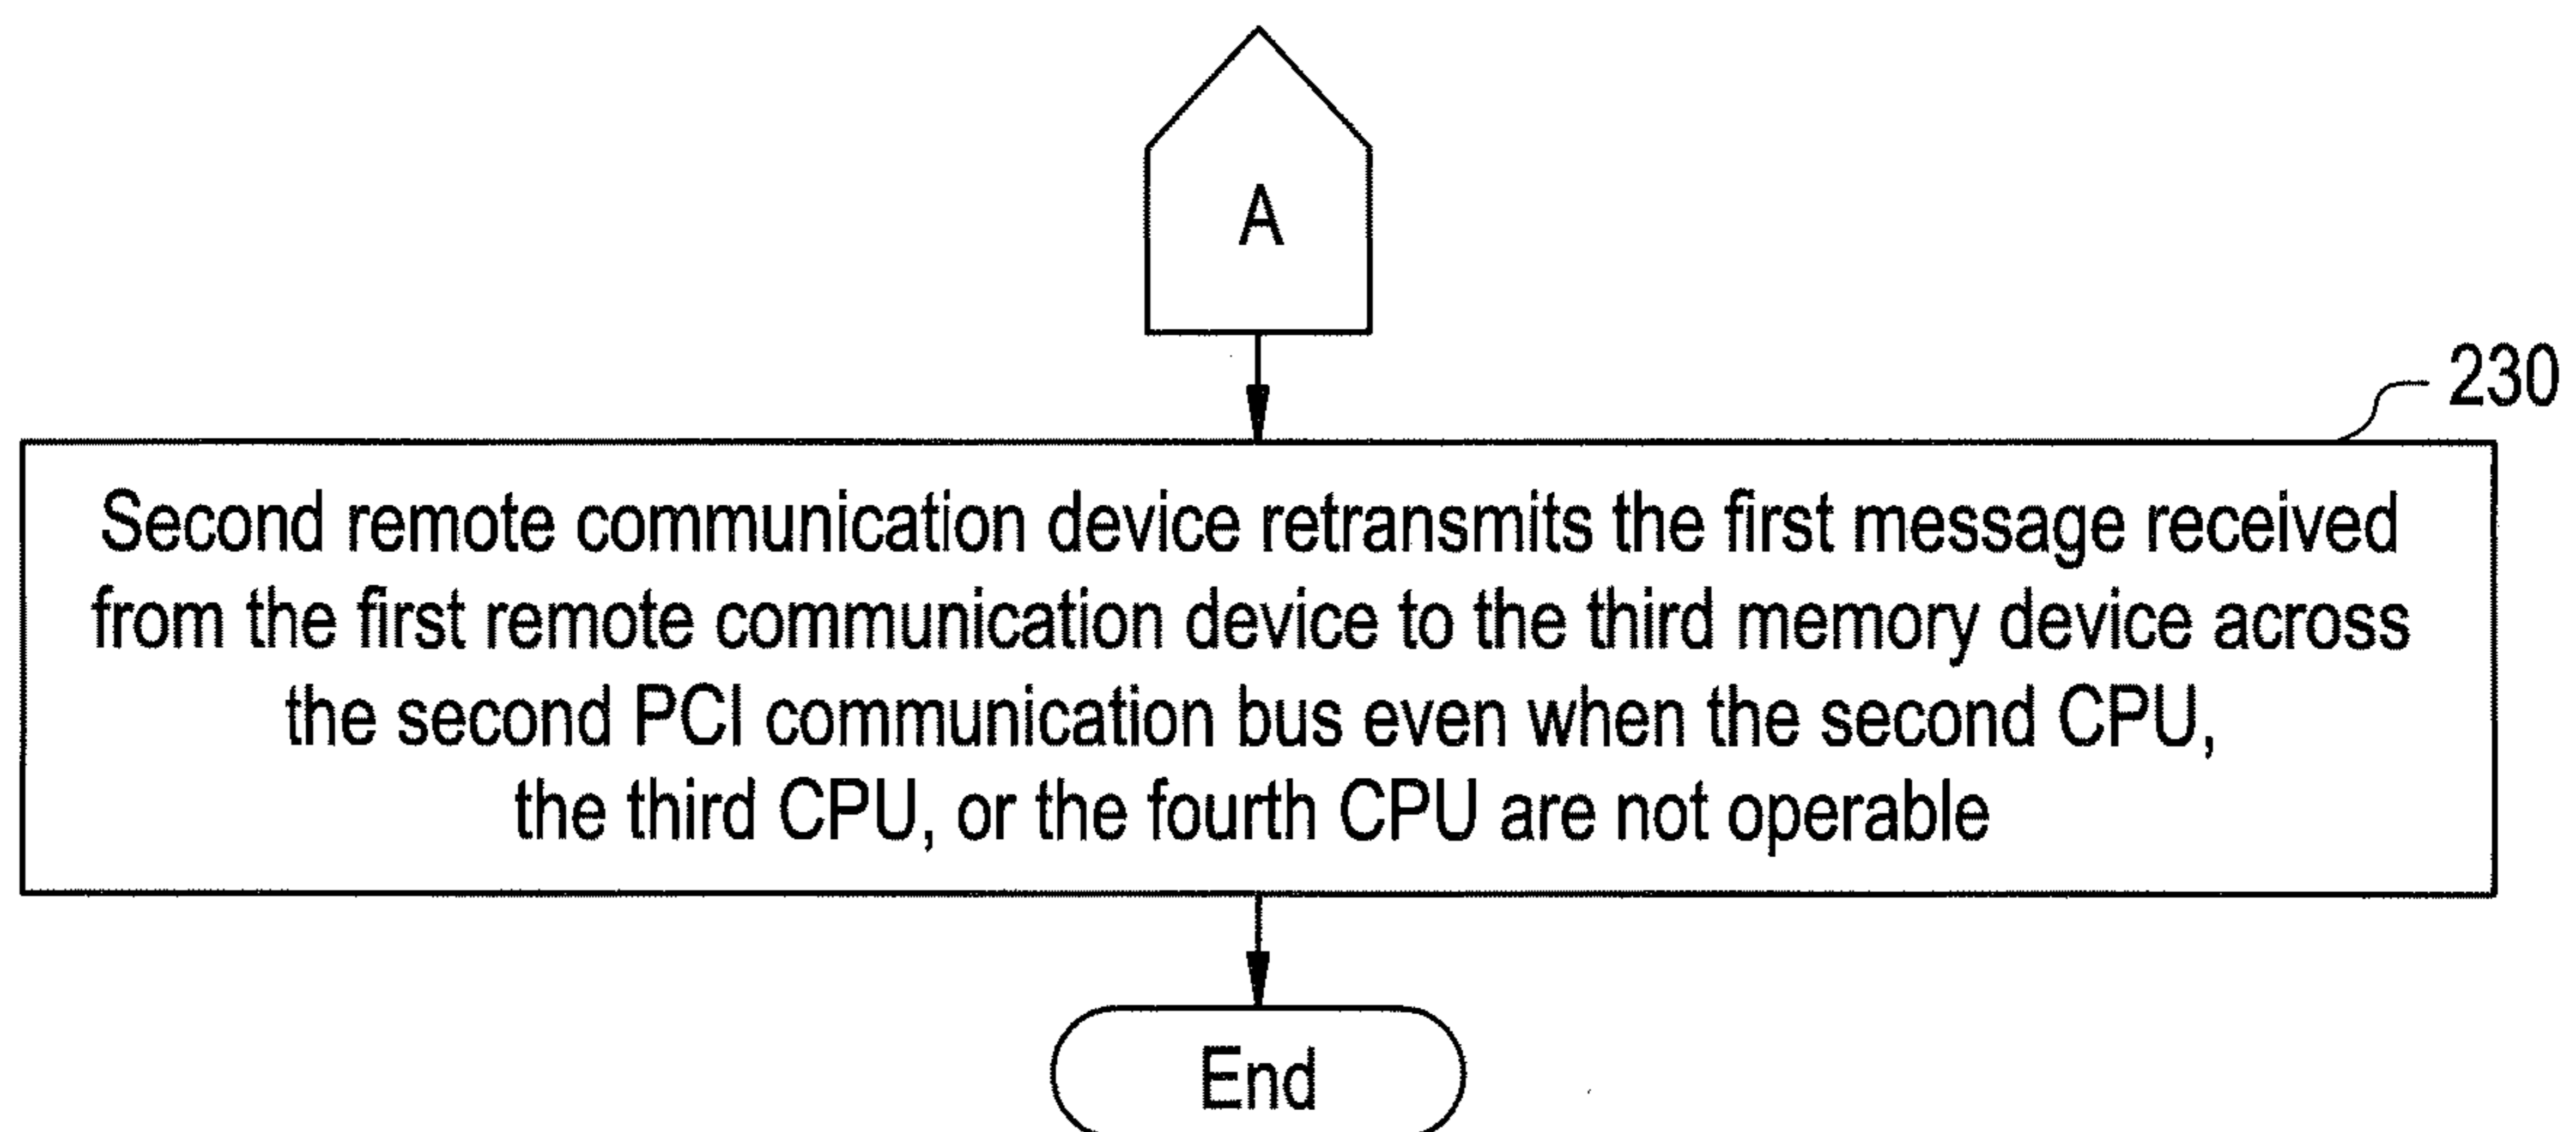 A
230
Second remote communication device retransmits the first message received
from the first remote communication device to the third memory device across
the second PCI communication bus even when the second CPU,
the third CPU, or the fourth CPU are not operable
End